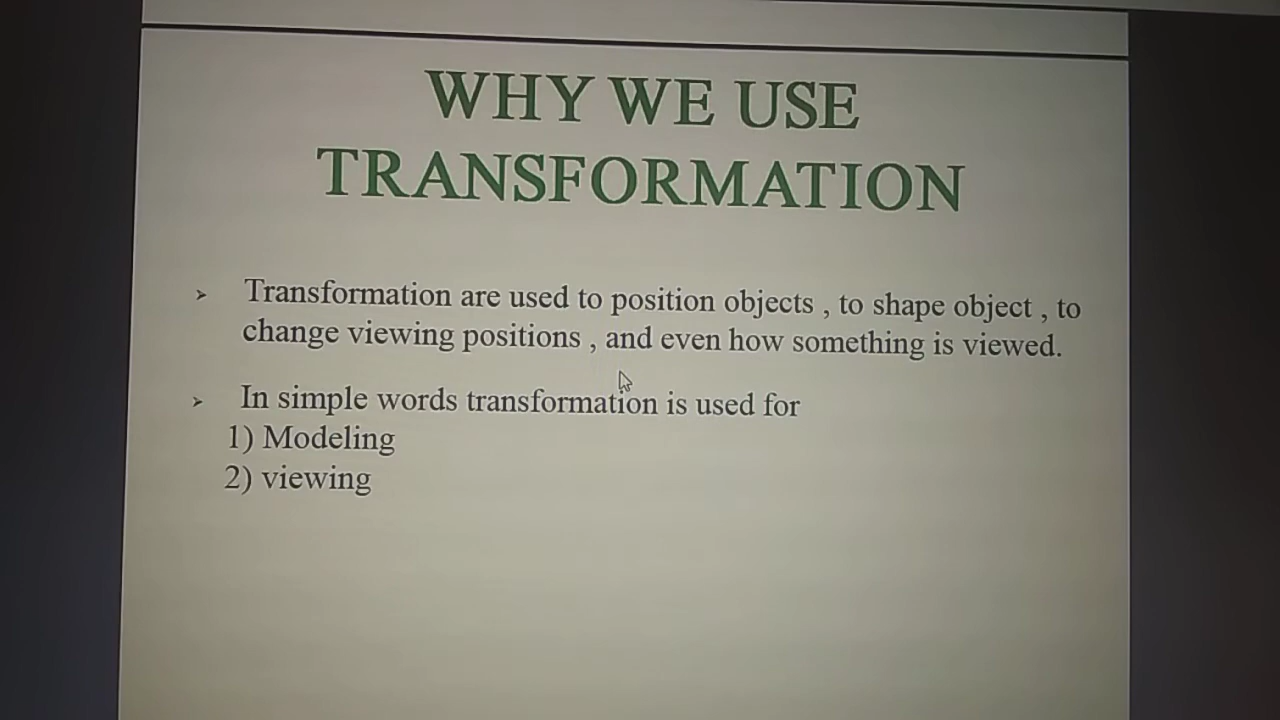 WHY WE USE
TRANSFORMATION
➢ Transformation are used to position objects , to shape object , to
change viewing positions , and even how something is viewed.
➢ In simple words transformation is used for
1) Modeling
2) viewing